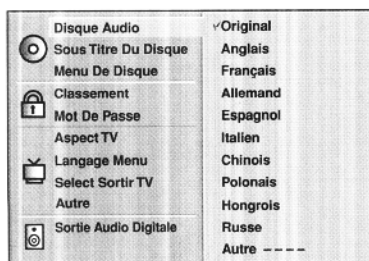 Disque Audio
Sous Titre Du Disque
Menu De Disque
Classement
Mot De Passe
Aspect TV
Langage Menu
Select Sortir TV
Autre
Sortie Audio Digitale
Original
Anglais
Français
Allemand
Espagnol
Italien
Chinois
Polonais
Hongrois
Russe
Autre ----